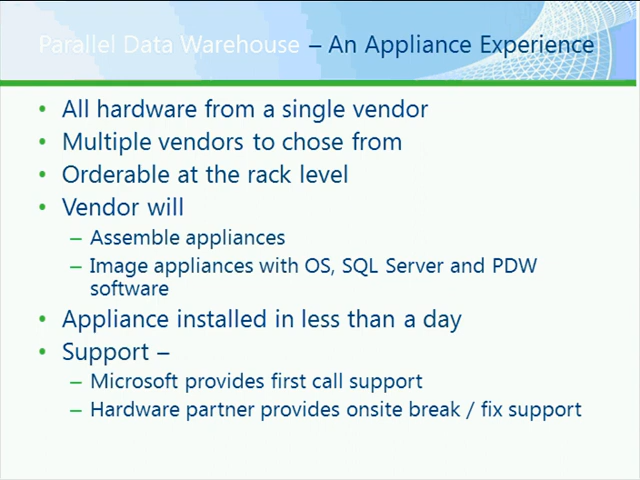 Parallel Data Warehouse – An Appliance Experience
• All hardware from a single vendor
• Multiple vendors to chose from
• Orderable at the rack level
• Vendor will
– Assemble appliances
– Image appliances with OS, SQL Server and PDW
software
• Appliance installed in less than a day
• Support –
– Microsoft provides first call support
– Hardware partner provides onsite break / fix support